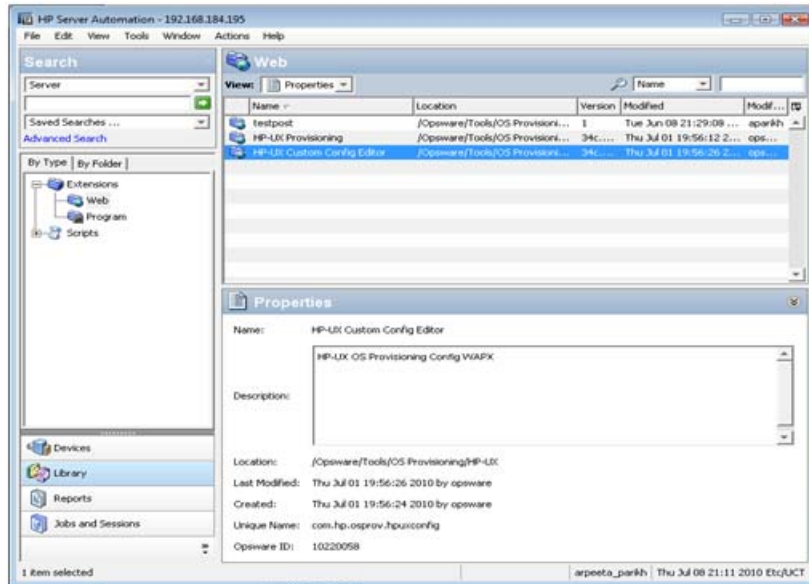 HP Server Automation - 192.168.184.195
File Edit View Tools Window Actions Help
Search
Server
Saved Searches ...
Advanced Search
By Type By Folder
Extensions
Web
Program
Scripts
Devices
Library
Reports
Jobs and Sessions
Web
View: Properties Name
Name Location Version Modified Modif...
testpost /Opsware/Tools/OS Provisioni... 1 Tue Jun 08 21:29:08 ... aparikh
HP-UX Provisioning /Opsware/Tools/OS Provisioni... 34c.... Thu Jul 01 19:56:12 2... ops...
HP-UX Custom Config Editor /Opsware/Tools/OS Provisioni... 34c.... Thu Jul 01 19:56:26 2... ops...
Properties
Name: HP-UX Custom Config Editor
Description: HP-UX OS Provisioning Config WAPX
Location: /Opsware/Tools/OS Provisioning/HP-UX
Last Modified: Thu Jul 01 19:56:26 2010 by opsware
Created: Thu Jul 01 19:56:24 2010 by opsware
Unique Name: com.hp.osprov.hpuxconfig
Opsware ID: 10220058
1 item selected arpeeta_parikh Thu Jul 08 21:11 2010 Etc/UCT